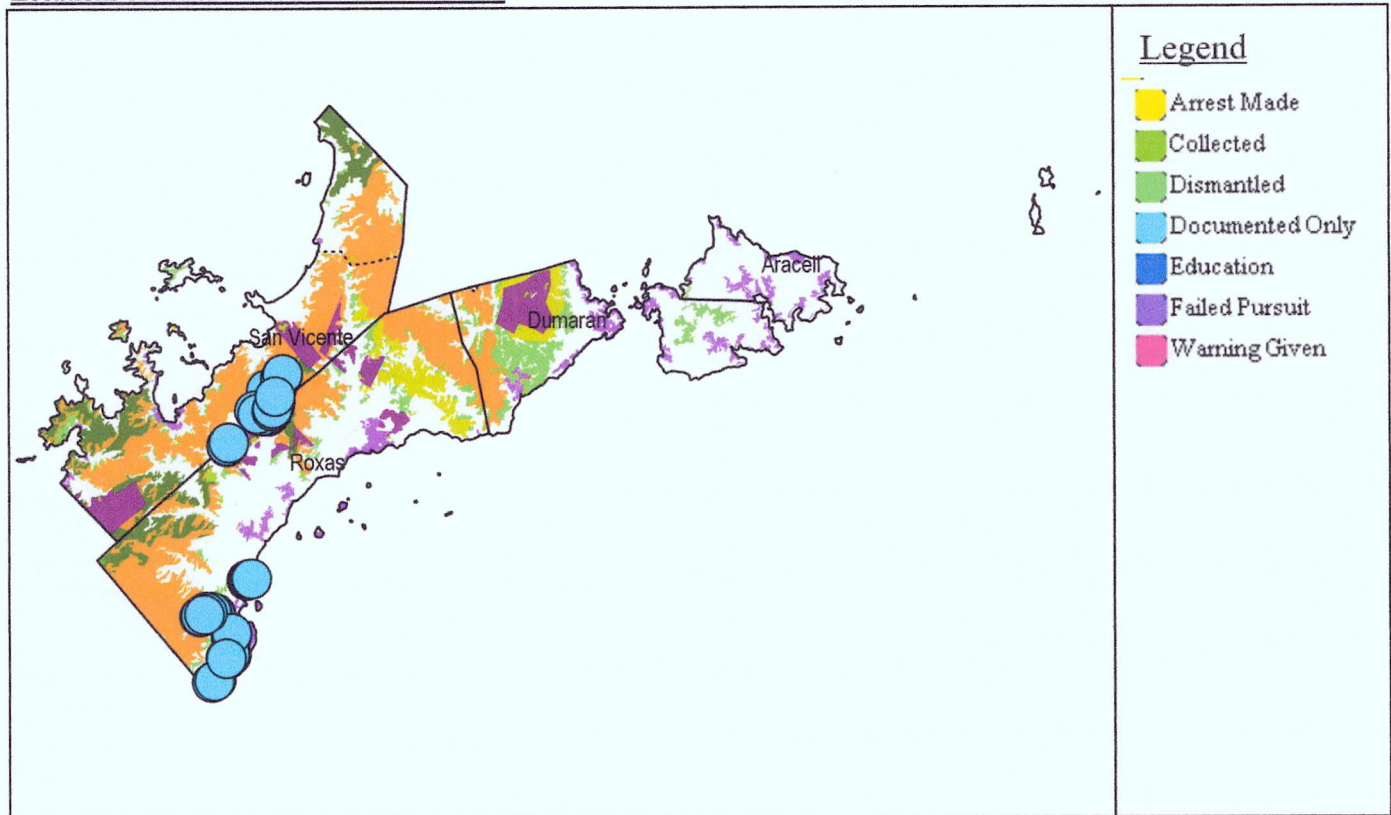 Legend
Arrest Made
Collected
Dismantled
Documented Only
Education
Failed Pursuit
Warning Given
Araceli
Dumaran
San Vicente
Roxas